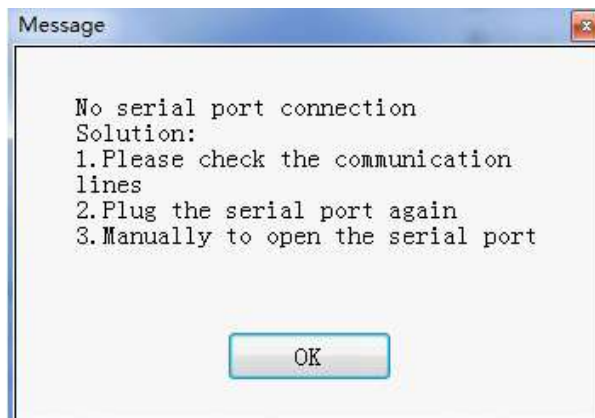 Message
No serial port connection
Solution:
1.Please check the communication
lines
2.Plug the serial port again
3.Manually to open the serial port
OK